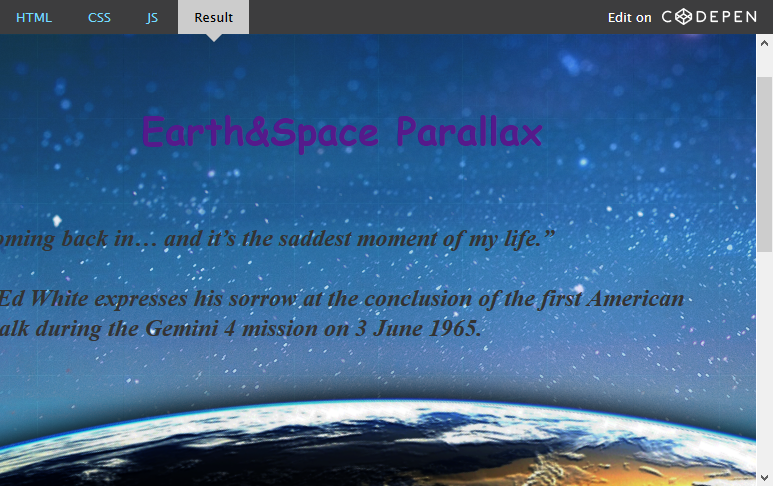 HTML CSS JS Result Edit on CODEPEN
Earth&Space Parallax
oming back in… and it’s the saddest moment of my life.”
Ed White expresses his sorrow at the conclusion of the first American
alk during the Gemini 4 mission on 3 June 1965.